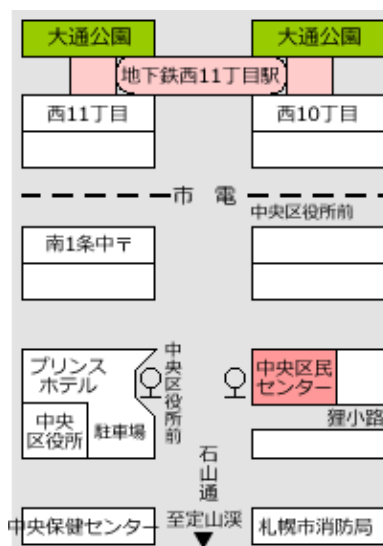 大通公園
大通公園
地下鉄西11丁目駅
西11丁目
西10丁目
市電
中央区役所前
南1条中〒
プリンス
ホテル
中央区役所前
中央区民
センター
中央
区役所
駐車場
狸小路
石山通
中央保健センター
至定山渓
札幌市消防局